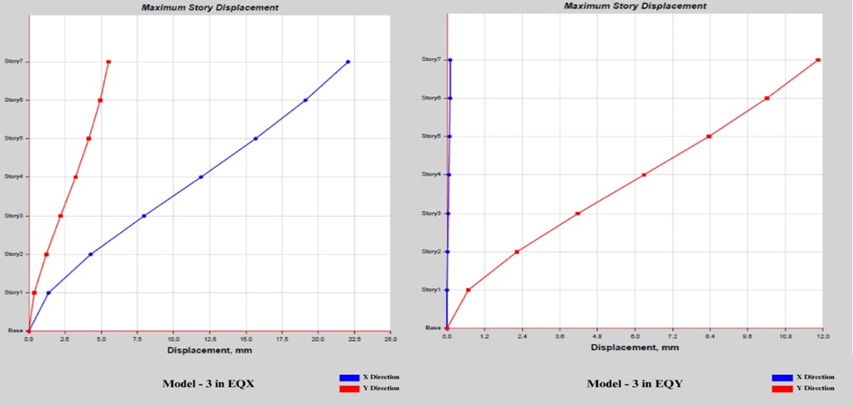 Maximum Story Displacement
Story7
Story6
Story5
Story4
Story3
Story2
Story1
Base
0.0 2.5 5.0 7.5 10.0 12.5 15.0 17.5 20.0 22.5 25.0
Displacement, mm
Model - 3 in EQX
X Direction
Y Direction
Maximum Story Displacement
Story7
Story6
Story5
Story4
Story3
Story2
Story1
Base
0.0 1.2 2.4 3.6 4.8 6.0 7.2 8.4 9.6 10.8 12.0
Displacement, mm
Model - 3 in EQY
X Direction
Y Direction